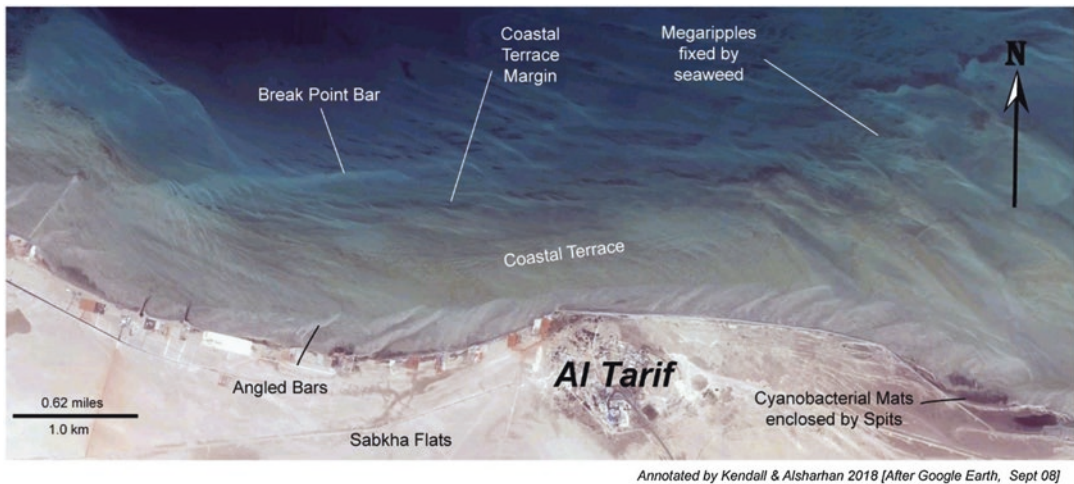 Coastal
Terrace
Margin
Megaripples
fixed by
seaweed
N
Break Point Bar
Coastal Terrace
Al Tarif
Angled Bars
0.62 miles
1.0 km
Sabkha Flats
Cyanobacterial Mats
enclosed by Spits
Annotated by Kendall & Alsharhan 2018 [After Google Earth, Sept 08]